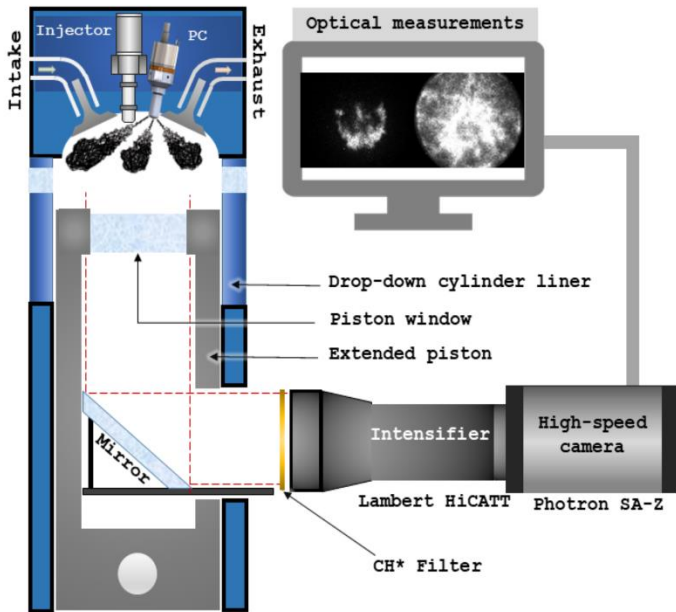 Optical measurements
Injector
PC
Intake
Exhaust
Drop-down cylinder liner
Piston window
Extended piston
Mirror
Intensifier
High-speed
camera
Lambert HiCATT
Photron SA-Z
CH* Filter